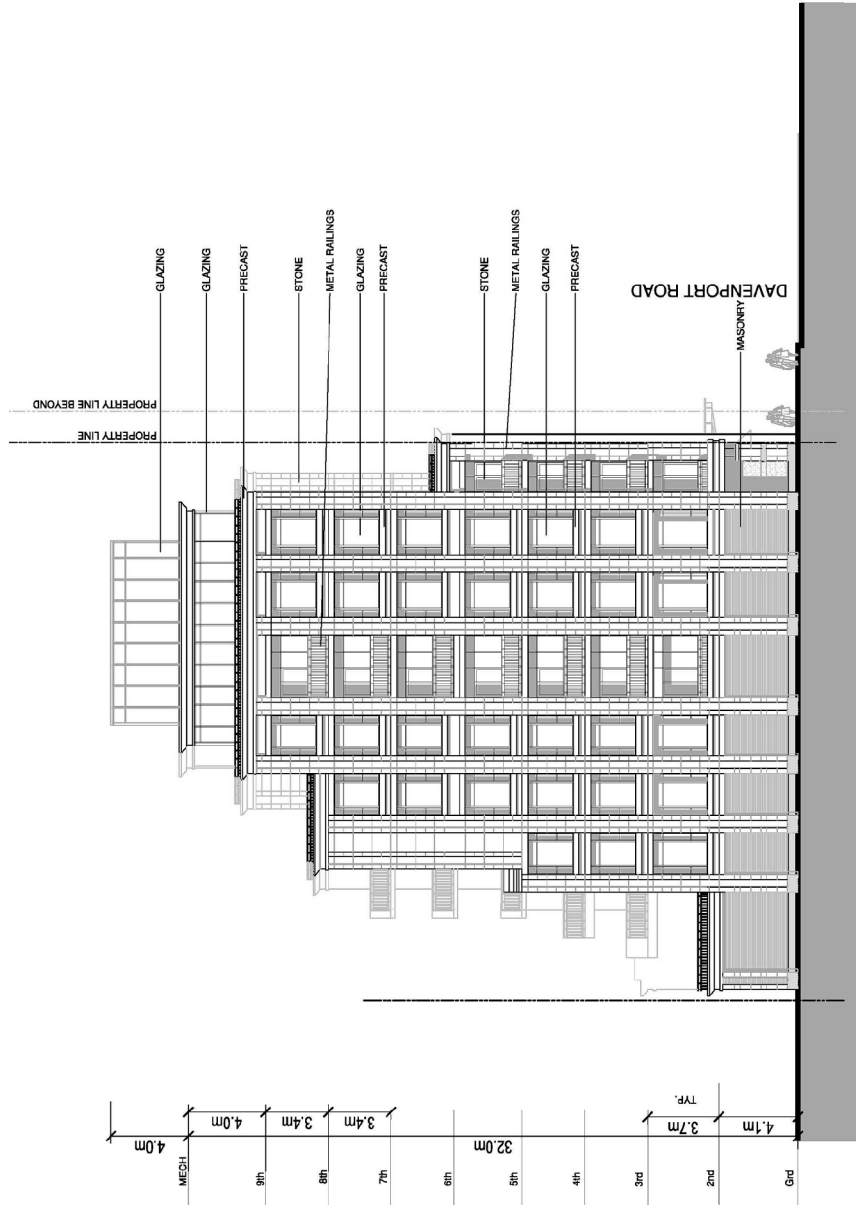 GLAZING
GLAZING
PRECAST
STONE
METAL RAILINGS
GLAZING
PRECAST
STONE
METAL RAILINGS
GLAZING
PRECAST
MASONRY
DAVENPORT ROAD
PROPERTY LINE BEYOND
PROPERTY LINE
4.0m
4.0m
3.4m
3.4m
32.0m
TYP.
3.7m
4.1m
MECH
9th
8th
7th
6th
5th
4th
3rd
2nd
Grd